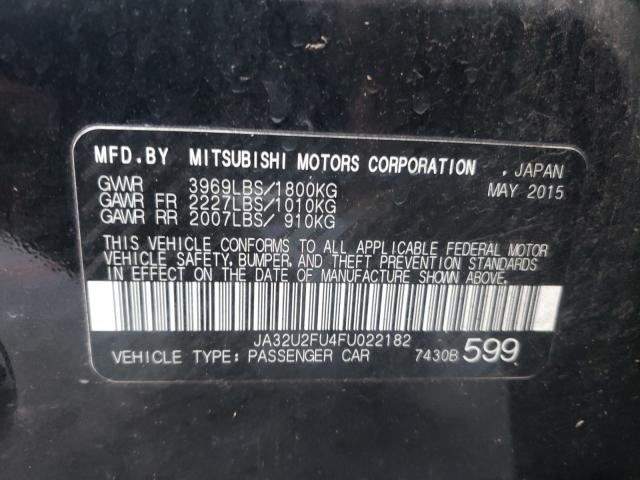 MFD.BY MITSUBISHI MOTORS CORPORATION , JAPAN
GVWR 3969LBS/1800KG MAY 2015
GAWR FR 2227LBS/1010KG
GAWR RR 2007LBS/ 910KG
THIS VEHICLE CONFORMS TO ALL APPLICABLE FEDERAL MOTOR
VEHICLE SAFETY, BUMPER, AND THEFT PREVENTION STANDARDS
IN EFFECT ON THE DATE OF MANUFACTURE SHOWN ABOVE.
JA32U2FU4FU022182
VEHICLE TYPE: PASSENGER CAR 7430B 599